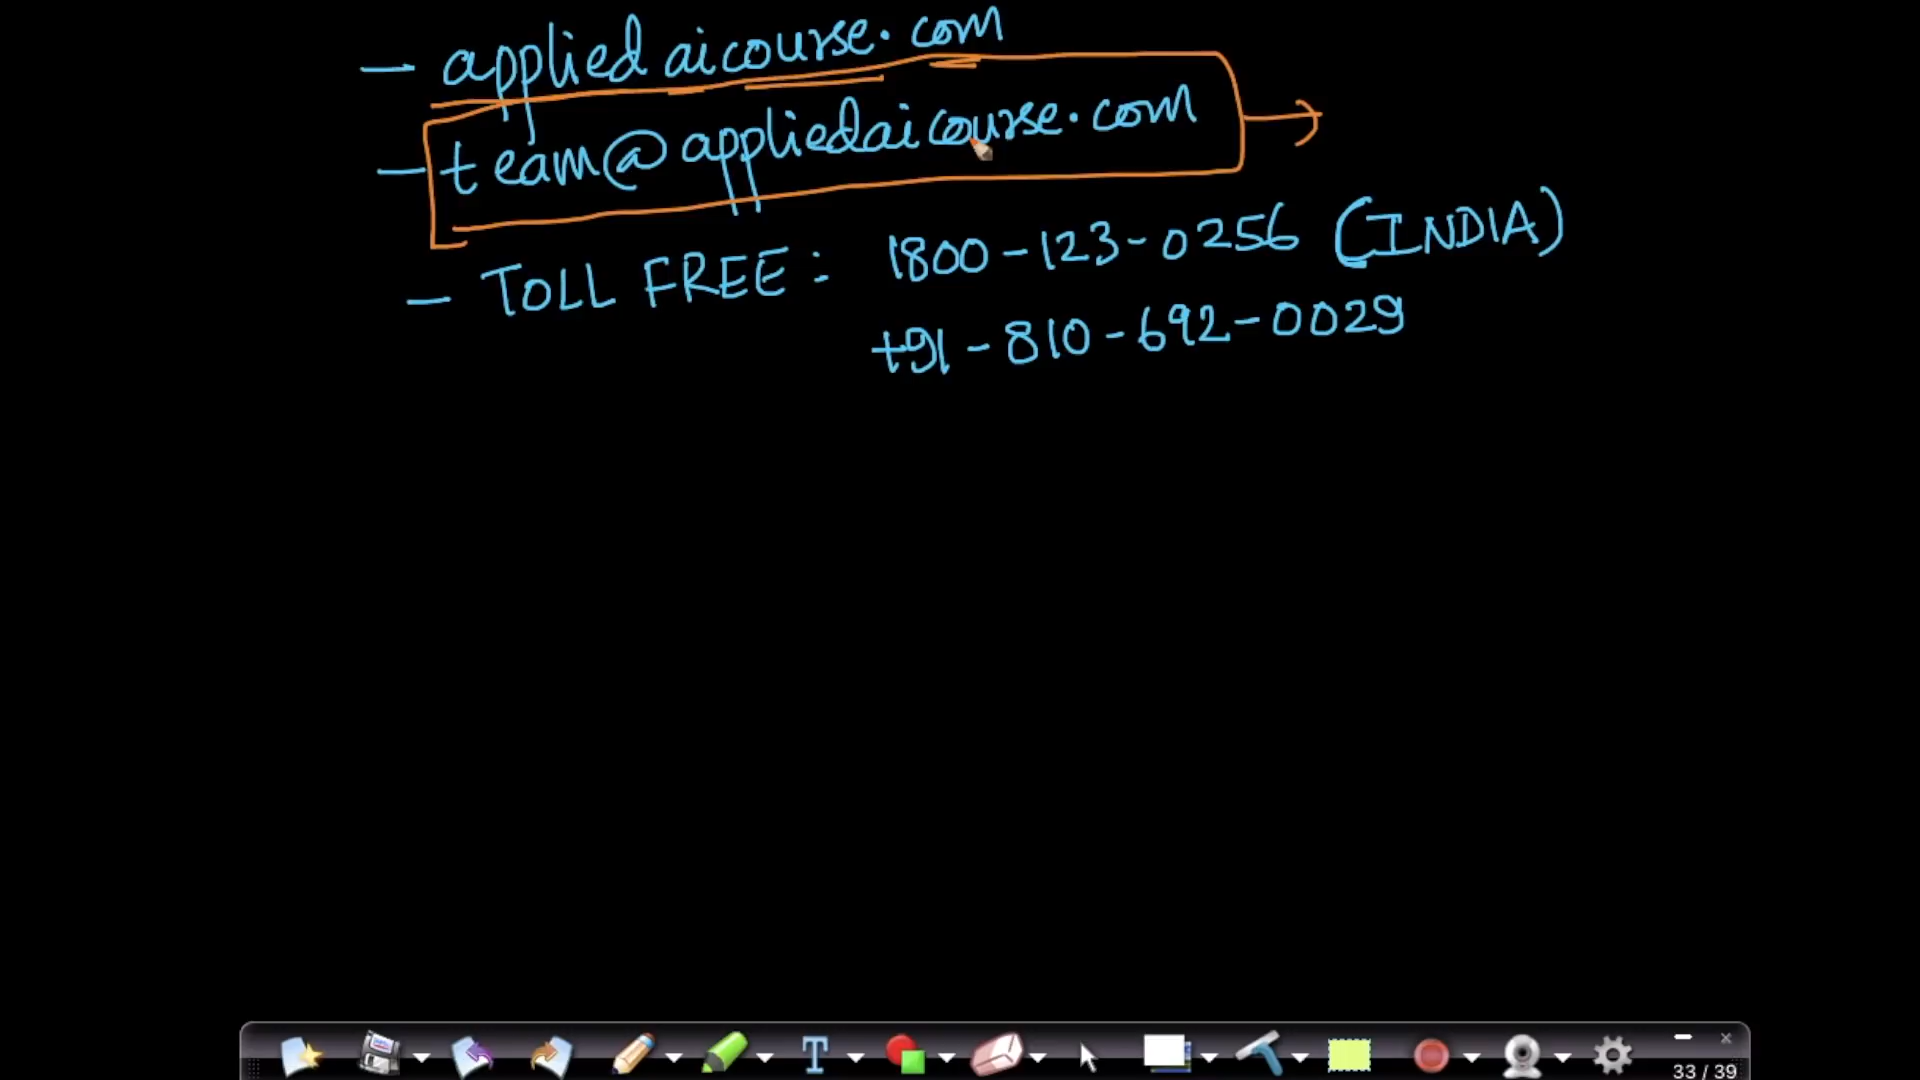 - appliedaicourse.com
- team@appliedaicourse.com
- TOLL FREE: 1800-123-0256 (INDIA)
+91-810-692-0029
T
33 / 39